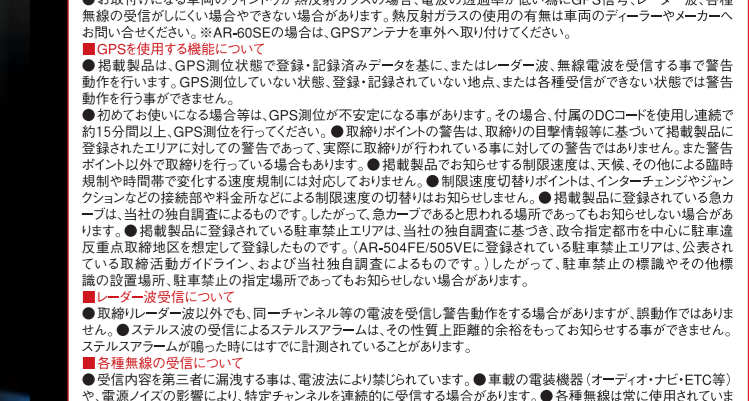 ●お取付けになる車両のウィンドウが熱反射ガラスの場合、電波の透過率が低い為にGPS信号、レーダー波、各種
無線の受信がしにくい場合やできない場合があります。熱反射ガラスの使用の有無は車両のディーラーやメーカーへ
お問い合せください。※AR-60SEの場合は、GPSアンテナを車外へ取り付けてください。
■GPSを使用する機能について
●掲載製品は、GPS測位状態で登録・記録済みデータを基に、またはレーダー波、無線電波を受信する事で警告
動作を行います。GPS測位していない状態、登録・記録されていない地点、または各種受信ができない状態では警告
動作を行う事ができません。
●初めてお使いになる場合等は、GPS測位が不安定になる事があります。その場合、付属のDCコードを使用し連続で
約15分間以上、GPS測位を行ってください。●取締りポイントの警告は、取締りの目撃情報等に基づいて掲載製品に
登録されたエリアに対しての警告であって、実際に取締りが行われている事に対しての警告ではありません。また警告
ポイント以外で取締りを行っている場合もあります。●掲載製品でお知らせする制限速度は、天候、その他による臨時
規制や時間帯で変化する速度規制には対応しておりません。●制限速度切替りポイントは、インターチェンジやジャン
クションなどの接続部や料金所などによる制限速度の切替りはお知らせしません。●掲載製品に登録されている急カ
ーブは、当社の独自調査によるものです。したがって、急カーブであると思われる場所であってもお知らせしない場合があ
ります。●掲載製品に登録されている駐車禁止エリアは、当社の独自調査に基づき、政令指定都市を中心に駐車違
反重点取締地区を想定して登録したものです。（AR-504FE/505VEに登録されている駐車禁止エリアは、公表され
ている取締活動ガイドライン、および当社独自調査によるものです。）したがって、駐車禁止の標識やその他標
識の設置場所、駐車禁止の指定場所であってもお知らせしない場合があります。
■レーダー波受信について
●取締りレーダー波以外でも、同一チャンネル等の電波を受信し警告動作をする場合がありますが、誤動作ではありま
せん。●ステルス波の受信によるステルスアラームは、その性質上距離的余裕をもってお知らせする事ができません。
ステルスアラームが鳴った時にはすでに計測されていることがあります。
■各種無線の受信について
●受信内容を第三者に漏洩する事は、電波法により禁じられています。●車載の電装機器（オーディオ・ナビ・ETC等）
や、電源ノイズの影響により、特定チャンネルを連続的に受信する場合があります。●各種無線は常に使用されていま